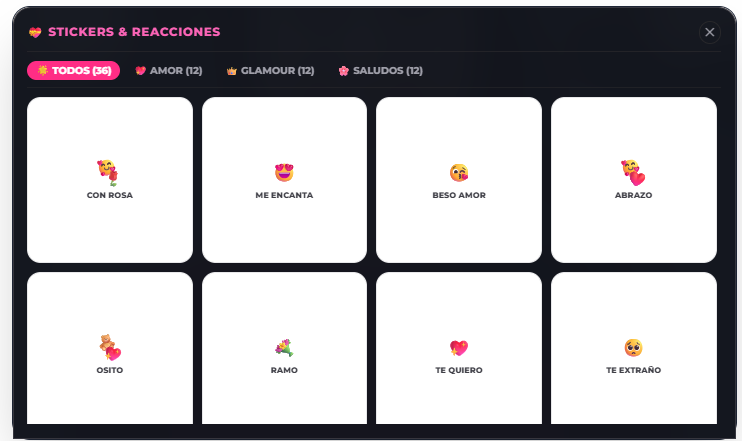 STICKERS & REACCIONES
TODOS (36) AMOR (12) GLAMOUR (12) SALUDOS (12)
CON ROSA ME ENCANTA BESO AMOR ABRAZO
OSITO RAMO TE QUIERO TE EXTRAÑO